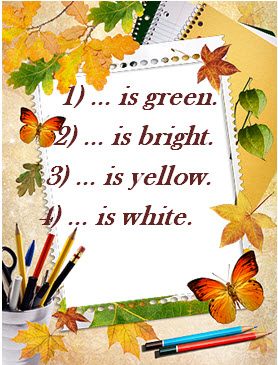 1) ... is green.
2) ... is bright.
3) ... is yellow.
4) ... is white.